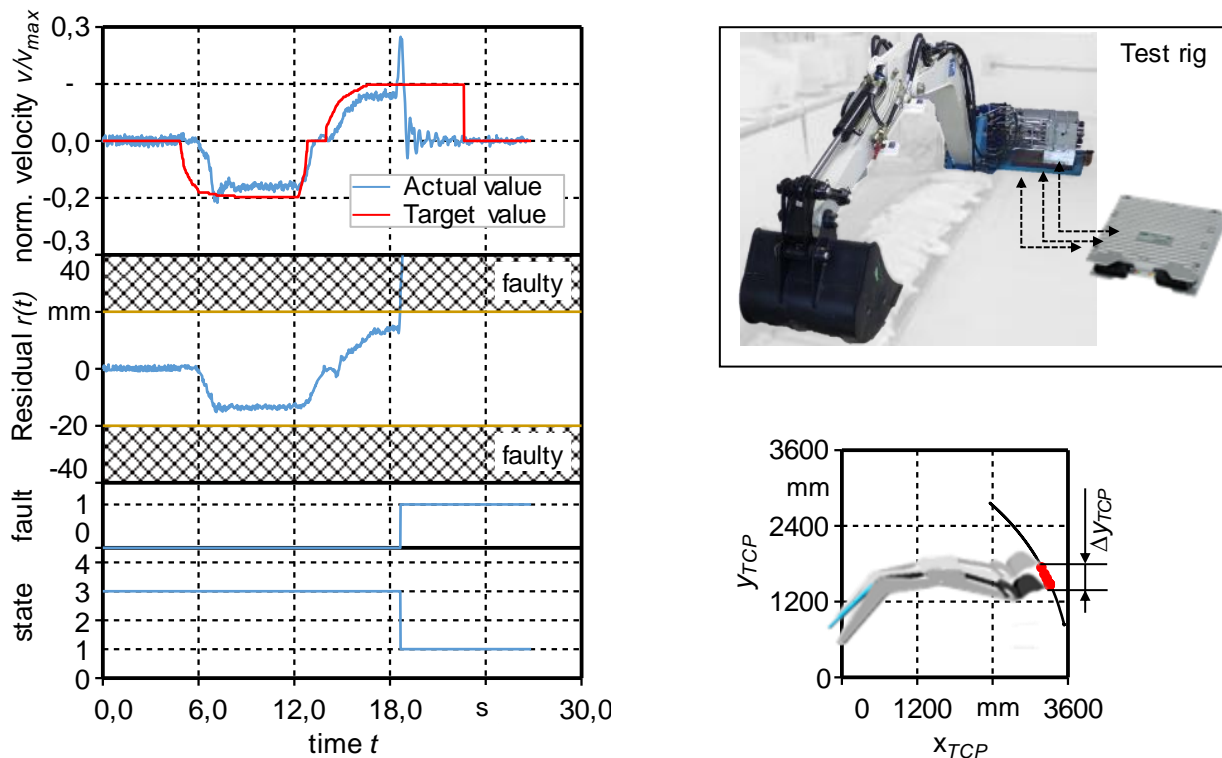 norm. velocity v/vmax
0,3
-
0,0
-0,2
-0,3
Actual value
Target value
Residual r(t)
40
mm
0
-20
-40
faulty
faulty
fault
1
0
state
4
3
2
1
0
0,0 6,0 12,0 18,0 s 30,0
time t
Test rig
yTCP
3600
mm
2400
1200
0
ΔyTCP
0 1200 mm 3600
xTCP